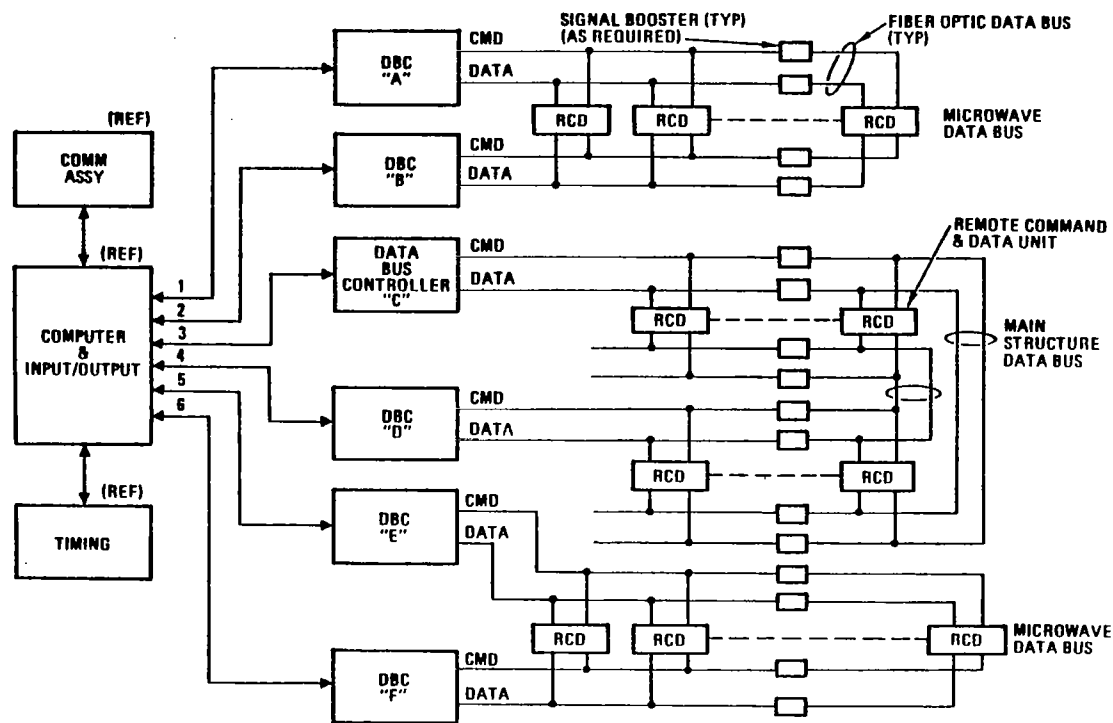 SIGNAL BOOSTER (TYP)
(AS REQUIRED)
FIBER OPTIC DATA BUS
(TYP)
CMD
DBC
"A"
DATA
RCD
RCD
RCD
MICROWAVE
DATA BUS
(REF)
COMM
ASSY
CMD
DBC
"B"
DATA
(REF)
REMOTE COMMAND
& DATA UNIT
CMD
DATA
BUS
CONTROLLER
"C"
DATA
1
2
3
4
5
6
COMPUTER
&
INPUT/OUTPUT
RCD
RCD
MAIN
STRUCTURE
DATA BUS
CMD
DBC
"D"
DATA
RCD
RCD
(REF)
TIMING
CMD
DBC
"E"
DATA
RCD
RCD
RCD
MICROWAVE
DATA BUS
CMD
DBC
"F"
DATA